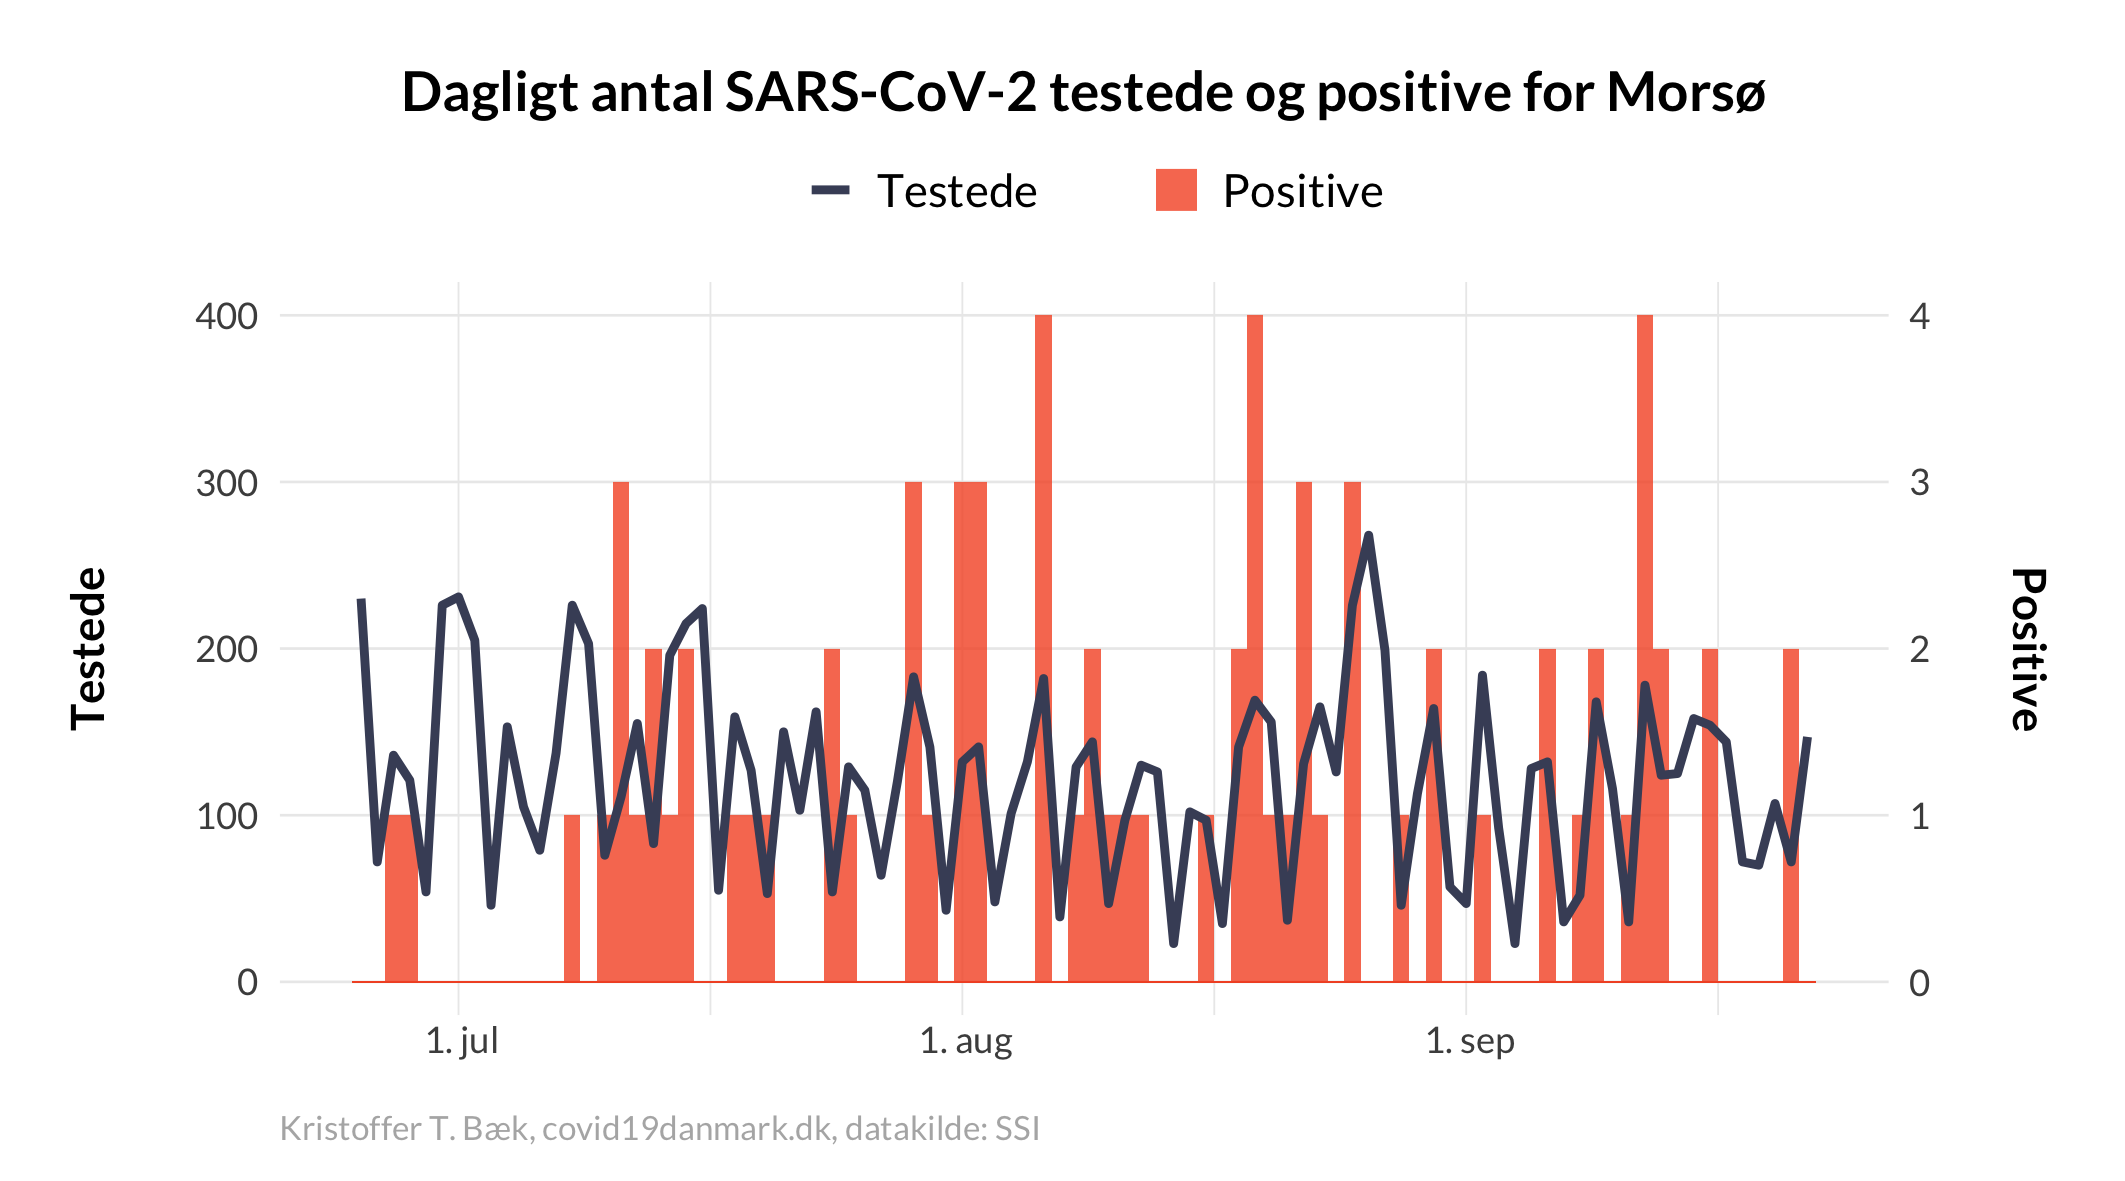 Dagligt antal SARS-CoV-2 testede og positive for Morsø
Testede
Positive
400
300
200
100
0
4
3
2
1
0
Testede
Positive
1. jul
1. aug
1. sep
Kristoffer T. Bæk, covid19danmark.dk, datakilde: SSI